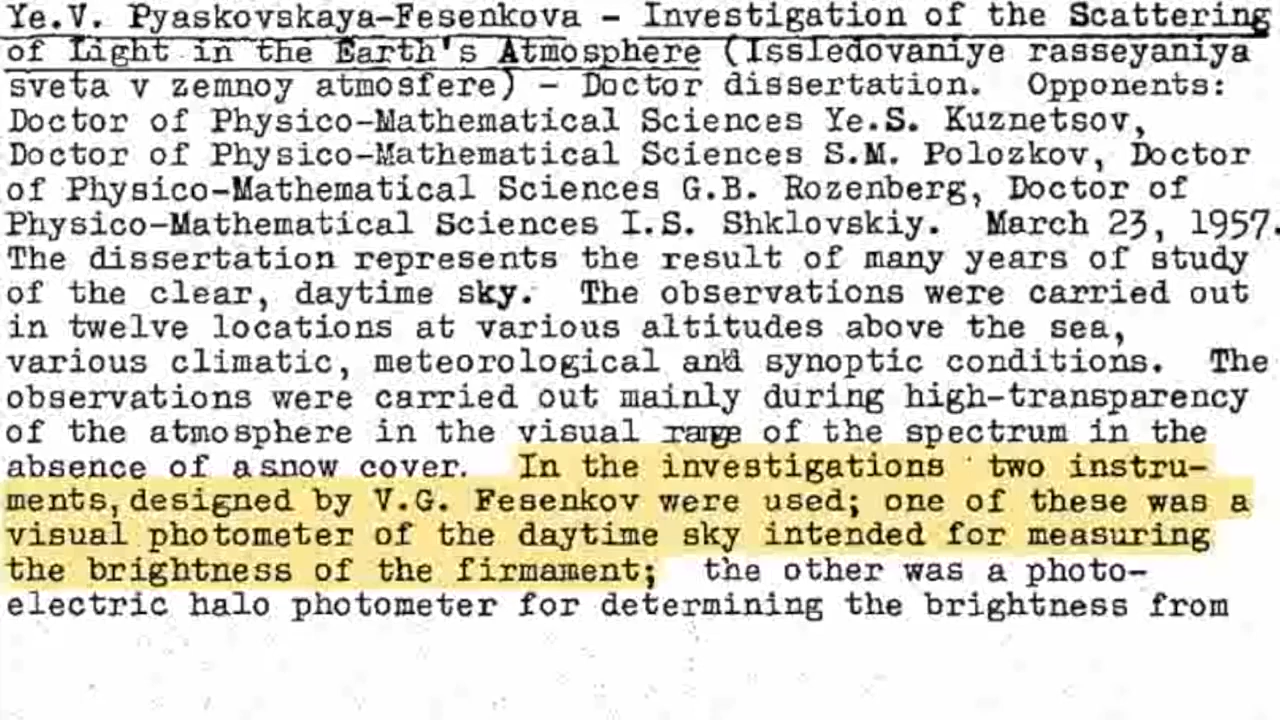 Ye.V. Pyaskovskaya-Fesenkova - Investigation of the Scattering
of Light in the Earth's Atmosphere (Issledovaniye rasseyaniya
sveta v zemnoy atmosfere) - Doctor dissertation. Opponents:
Doctor of Physico-Mathematical Sciences Ye.S. Kuznetsov,
Doctor of Physico-Mathematical Sciences S.M. Polozkov, Doctor
of Physico-Mathematical Sciences G.B. Rozenberg, Doctor of
Physico-Mathematical Sciences I.S. Shklovskiy. March 23, 1957.
The dissertation represents the result of many years of study
of the clear, daytime sky. The observations were carried out
in twelve locations at various altitudes above the sea,
various climatic, meteorological and synoptic conditions. The
observations were carried out mainly during high-transparency
of the atmosphere in the visual range of the spectrum in the
absence of a snow cover. In the investigations two instru-
ments, designed by V.G. Fesenkov were used; one of these was a
visual photometer of the daytime sky intended for measuring
the brightness of the firmament; the other was a photo-
electric halo photometer for determining the brightness from